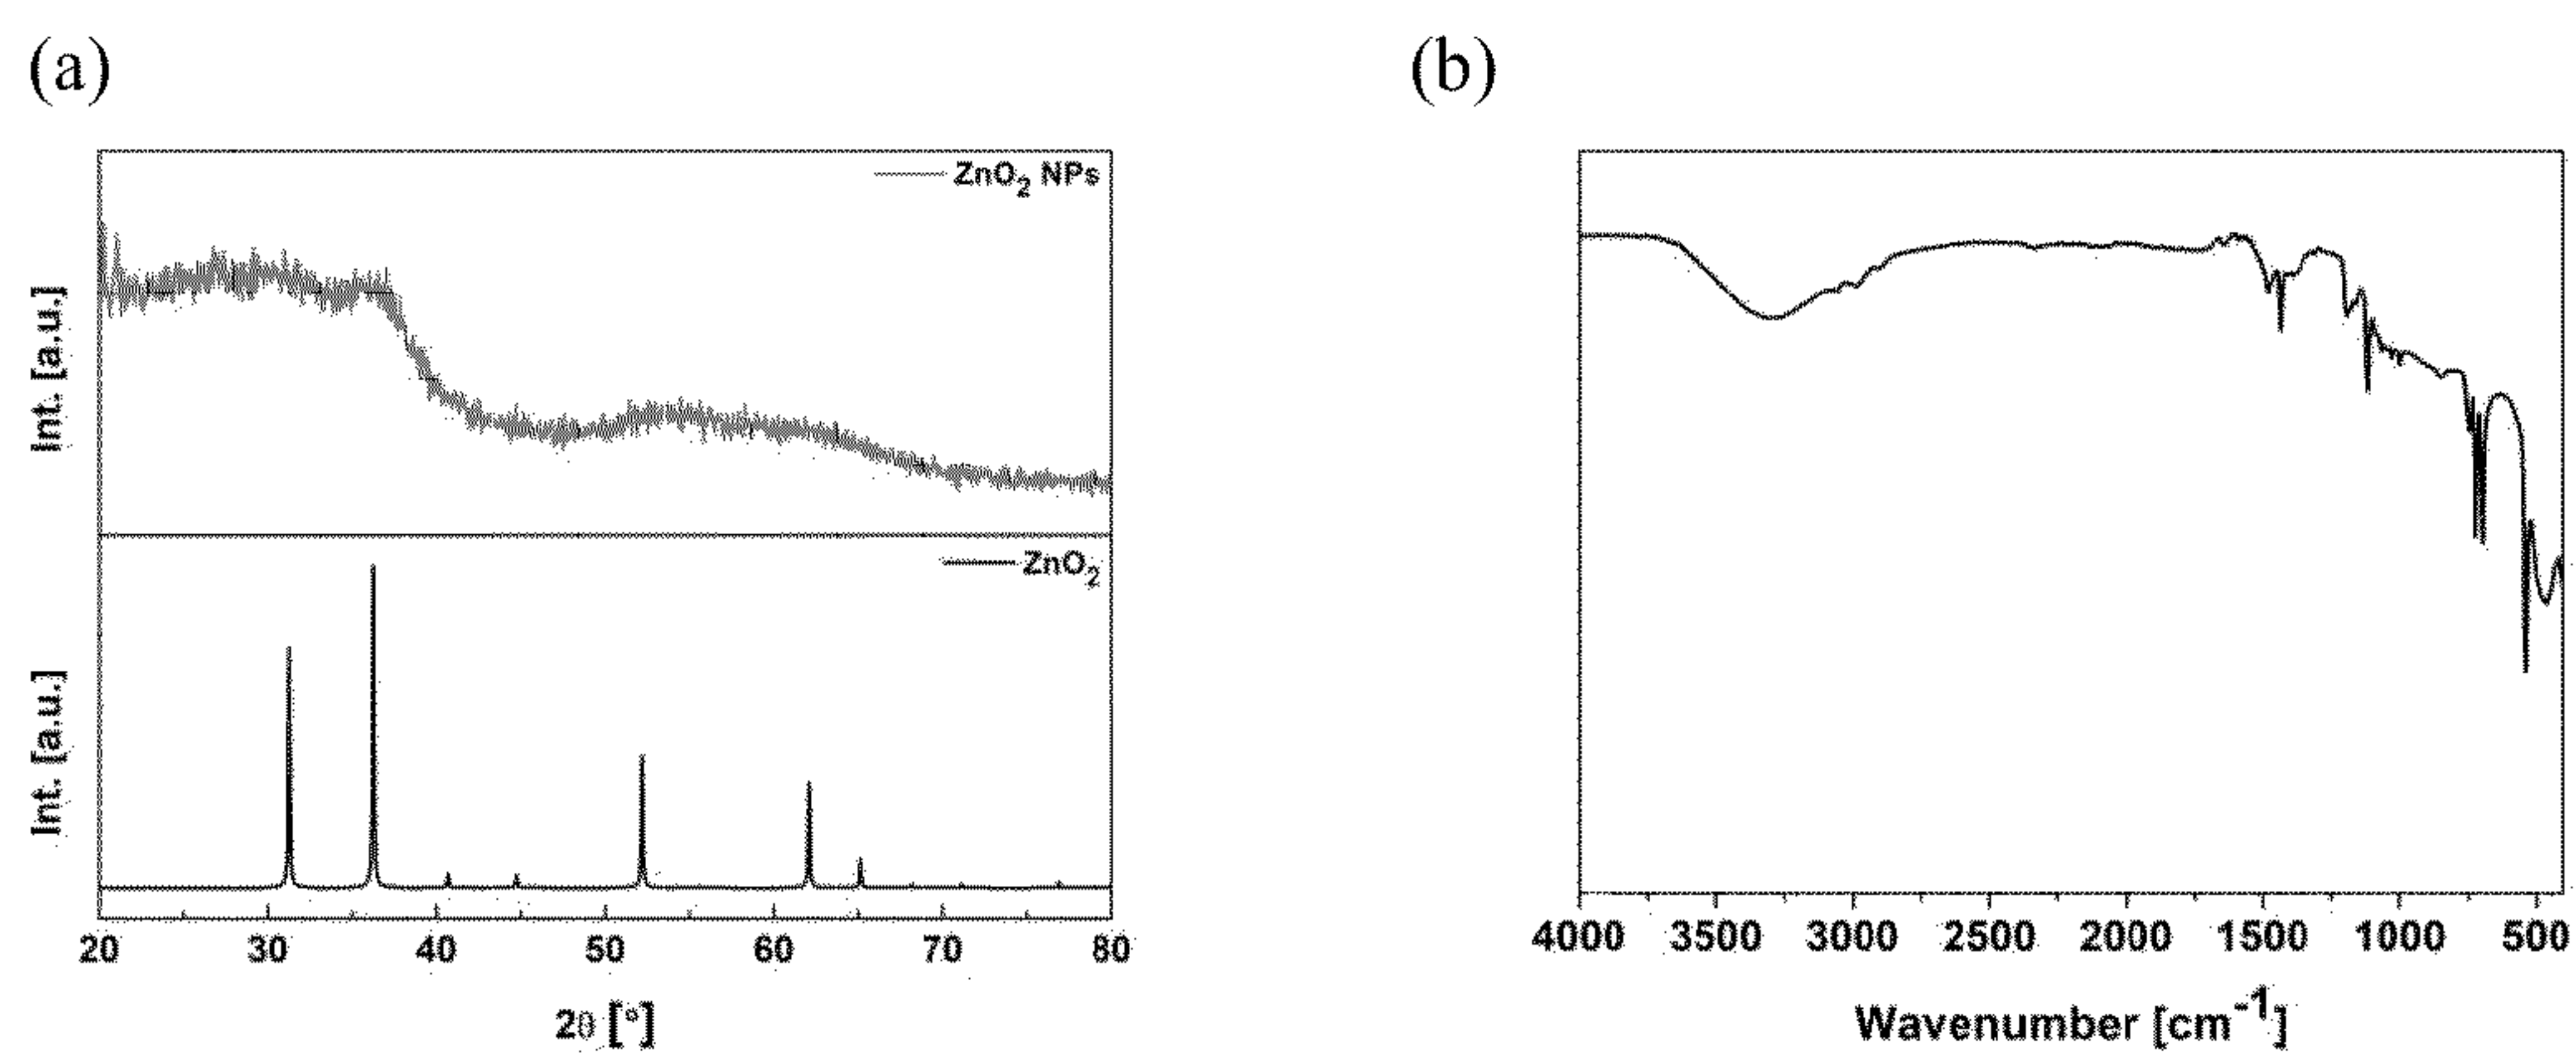 (a)
(b)
ZnO₂ NPs
Int. [a.u.]
ZnO₂
Int. [a.u.]
20 30 40 50 60 70 80
2θ [°]
4000 3500 3000 2500 2000 1500 1000 500
Wavenumber [cm⁻¹]